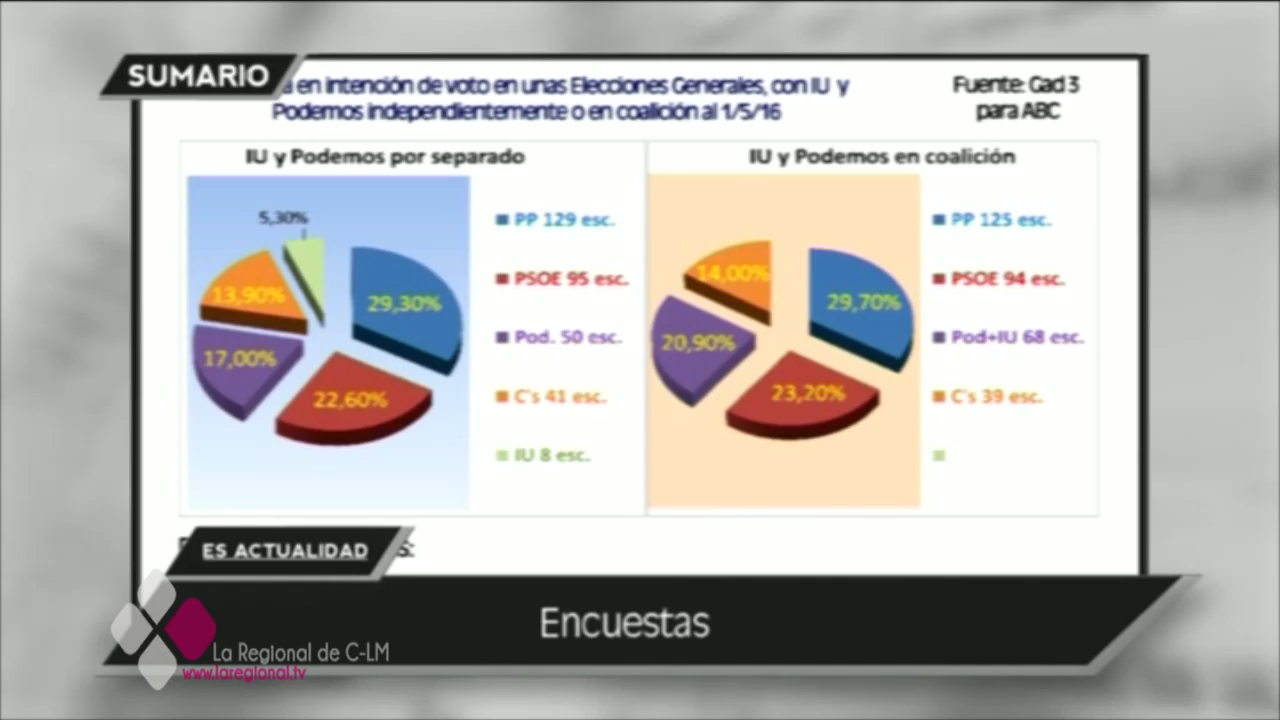 SUMARIO
a en intención de voto en unas Elecciones Generales, con IU y
Podemos independientemente o en coalición al 1/5/16
Fuente: Gad 3
para ABC
IU y Podemos por separado
5,30%
13,90%
29,30%
17,00%
22,60%
PP 129 esc.
PSOE 95 esc.
Pod. 50 esc.
C's 41 esc.
IU 8 esc.
IU y Podemos en coalición
14,00%
29,70%
20,90%
23,20%
PP 125 esc.
PSOE 94 esc.
Pod+IU 68 esc.
C's 39 esc.
ES ACTUALIDAD
Encuestas
La Regional de C-LM
www.laregional.tv